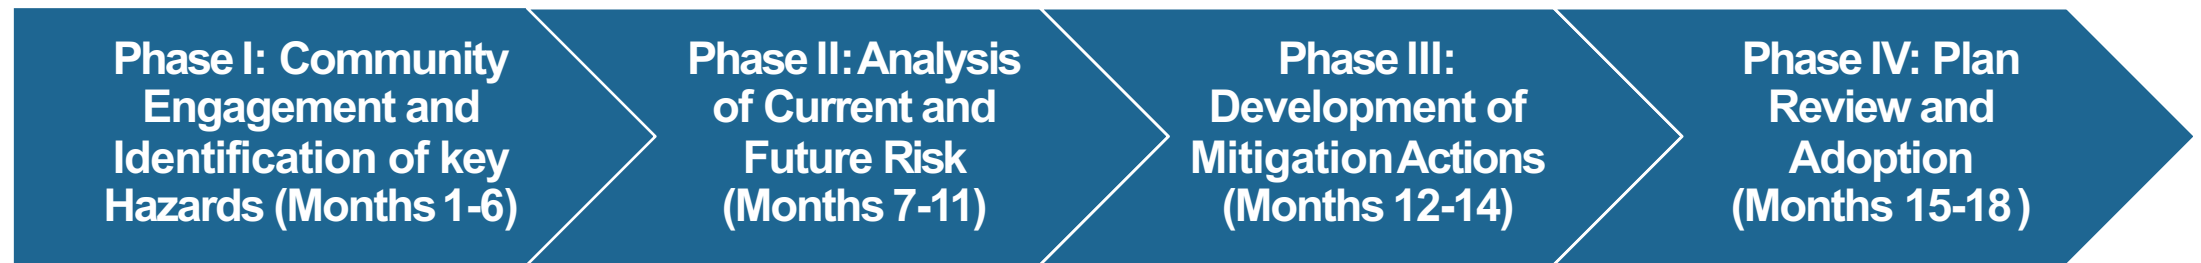 Phase I: Community
Engagement and
Identification of key
Hazards (Months 1-6)
Phase II: Analysis
of Current and
Future Risk
(Months 7-11)
Phase III:
Development of
Mitigation Actions
(Months 12-14)
Phase IV: Plan
Review and
Adoption
(Months 15-18)